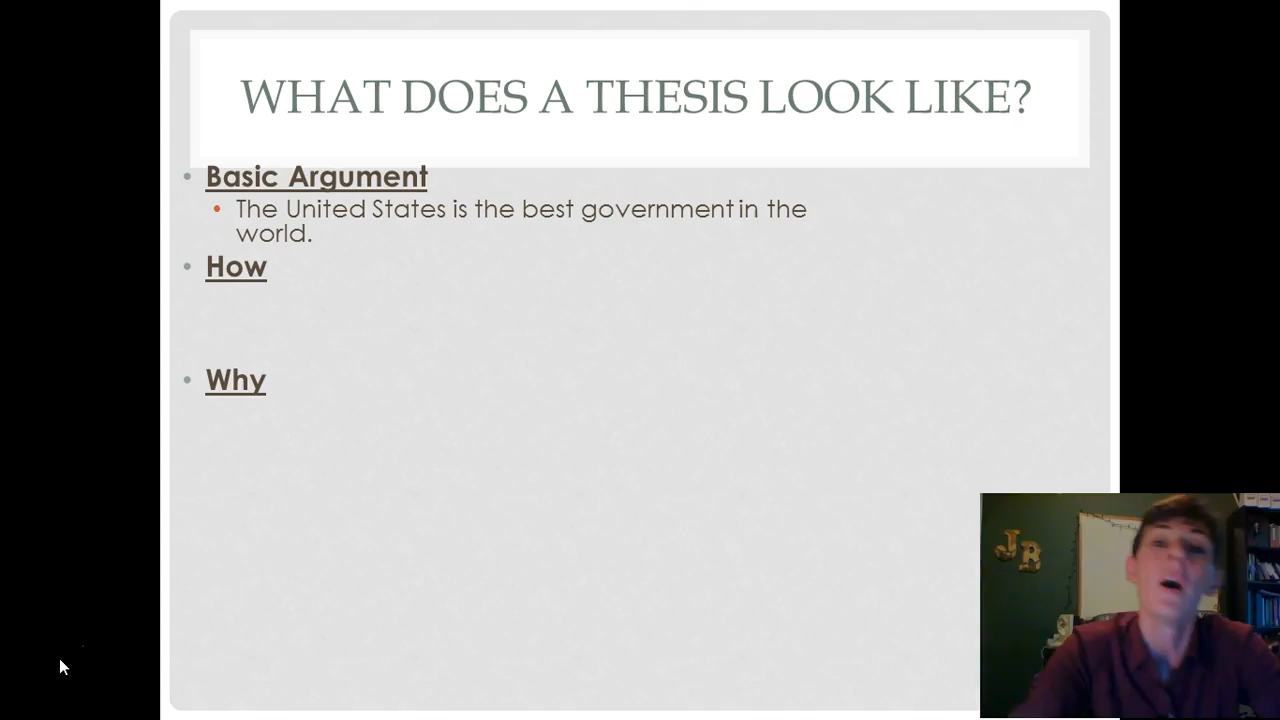 WHAT DOES A THESIS LOOK LIKE?
• Basic Argument
• The United States is the best government in the
world.
• How
• Why
JB